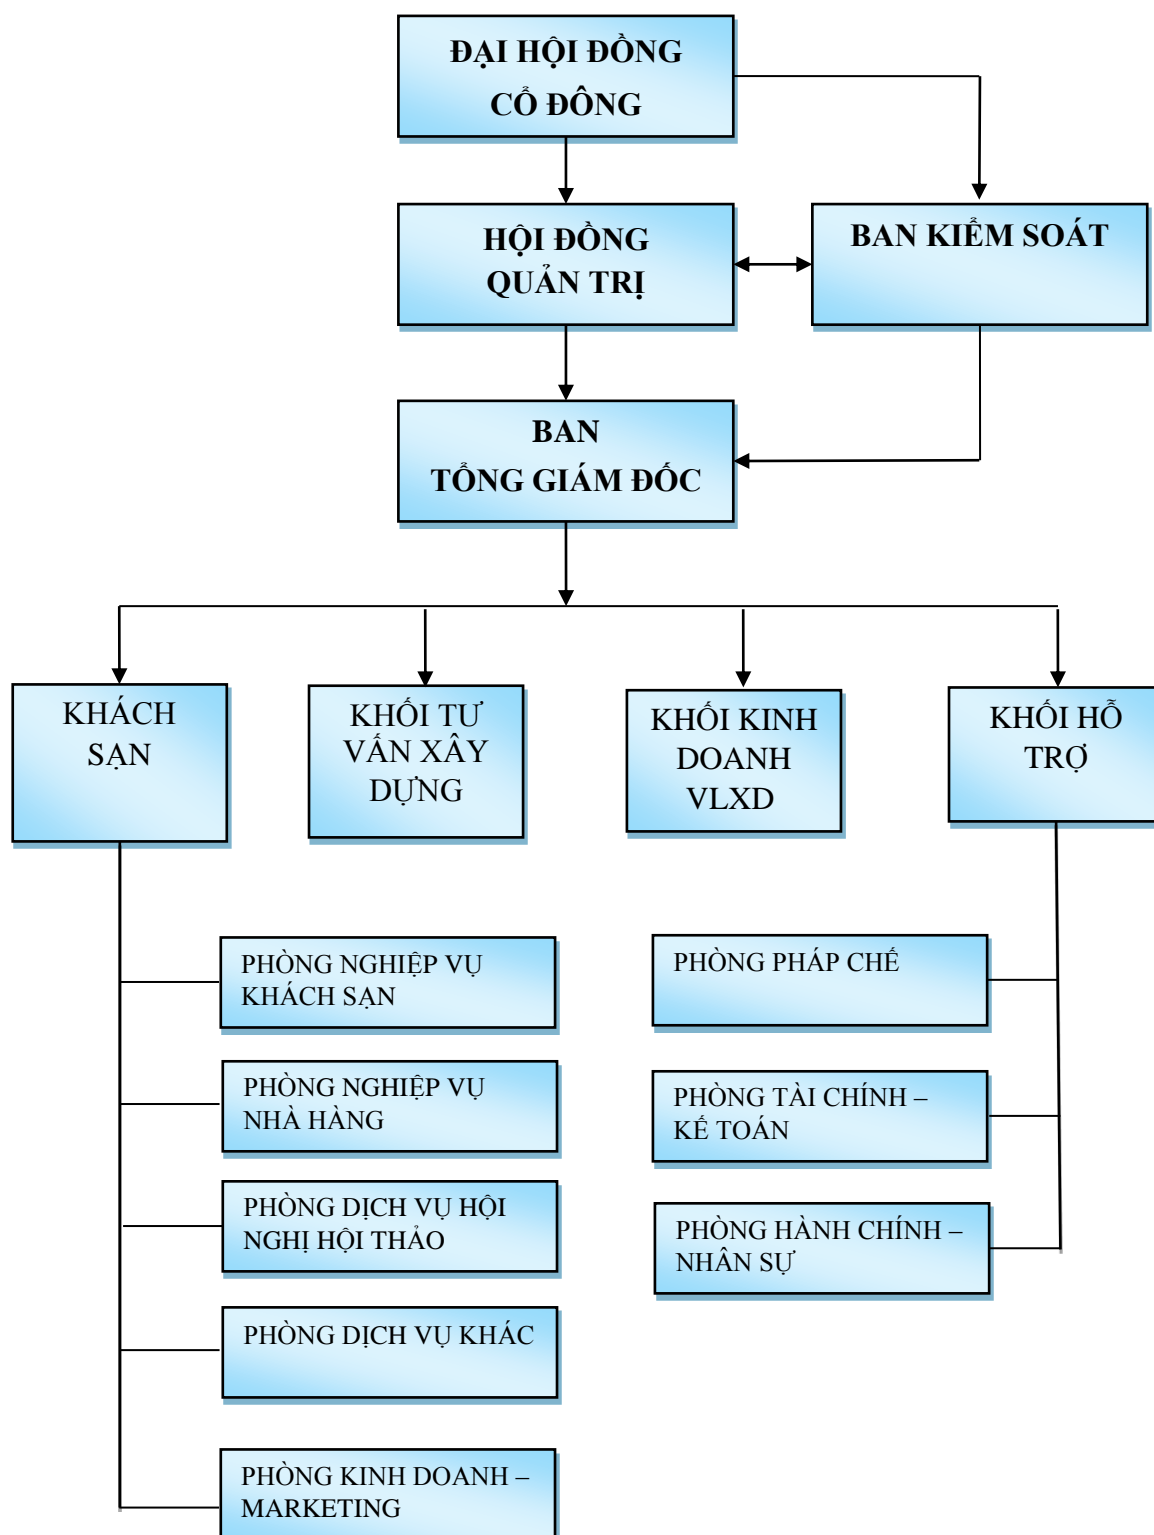 ĐẠI HỘI ĐỒNG
CỔ ĐÔNG
HỘI ĐỒNG
QUẢN TRỊ
BAN KIỂM SOÁT
BAN
TỔNG GIÁM ĐỐC
KHÁCH
SẠN
KHỐI TƯ
VẤN XÂY
DỰNG
KHỐI KINH
DOANH
VLXD
KHỐI HỖ
TRỢ
PHÒNG NGHIỆP VỤ
KHÁCH SẠN
PHÒNG NGHIỆP VỤ
NHÀ HÀNG
PHÒNG DỊCH VỤ HỘI
NGHỊ HỘI THẢO
PHÒNG DỊCH VỤ KHÁC
PHÒNG KINH DOANH –
MARKETING
PHÒNG PHÁP CHẾ
PHÒNG TÀI CHÍNH –
KẾ TOÁN
PHÒNG HÀNH CHÍNH –
NHÂN SỰ